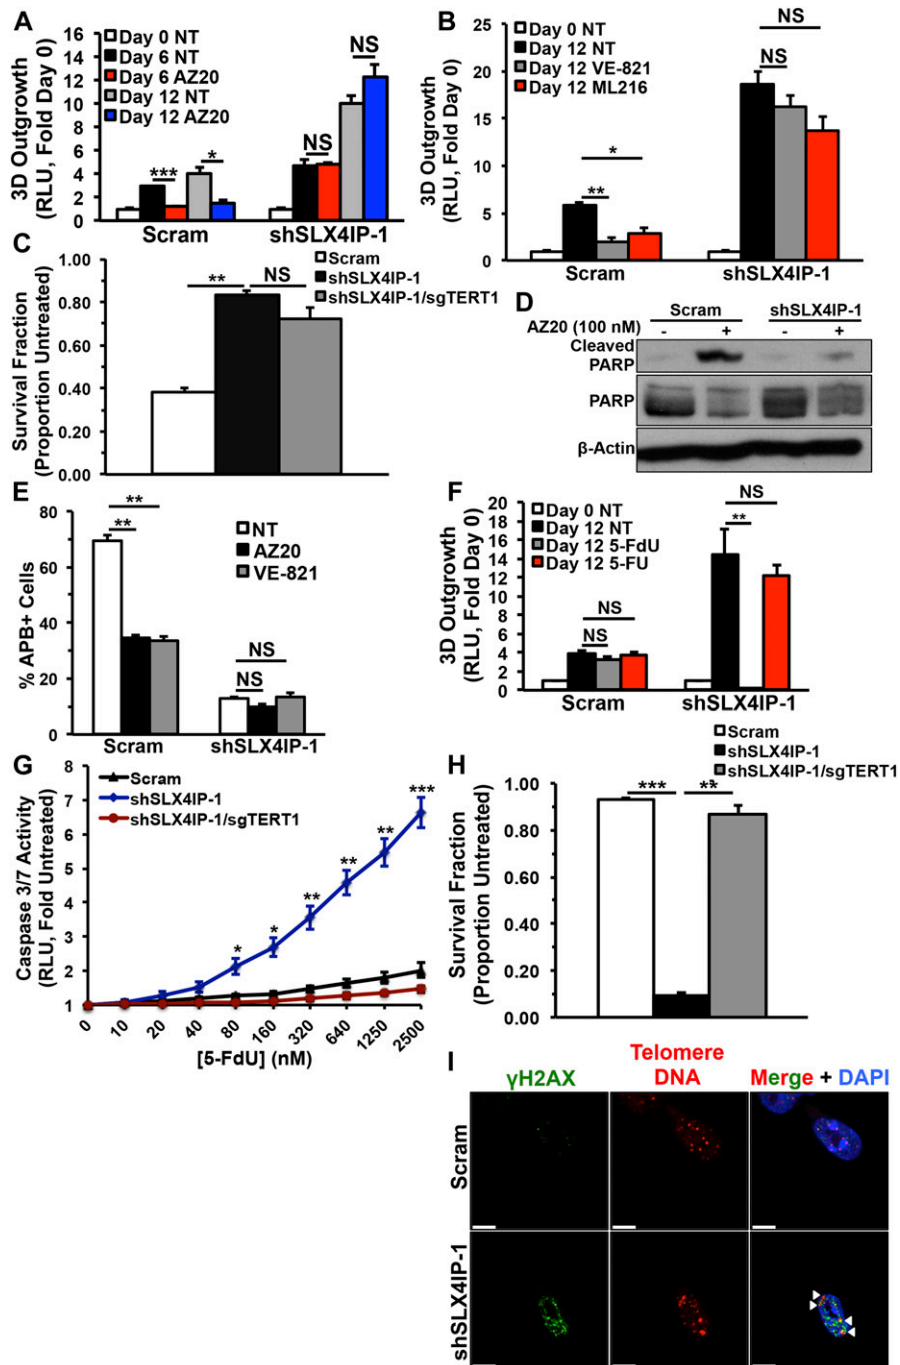 A
3D Outgrowth
(RLU, Fold Day 0)
16
14
12
10
8
6
4
2
0
Day 0 NT
Day 6 NT
Day 6 AZ20
Day 12 NT
Day 12 AZ20
***
*
NS
NS
Scram
shSLX4IP-1
B
3D Outgrowth
(RLU, Fold Day 0)
25
20
15
10
5
0
Day 0 NT
Day 12 NT
Day 12 VE-821
Day 12 ML216
**
*
NS
NS
Scram
shSLX4IP-1
C
Survival Fraction
(Proportion Untreated)
1.00
0.80
0.60
0.40
0.20
0.00
**
NS
Scram
shSLX4IP-1
shSLX4IP-1/sgTERT1
D
Scram
shSLX4IP-1
AZ20 (100 nM)
-
+
-
+
Cleaved
PARP
PARP
β-Actin
E
% APB+ Cells
80
60
40
20
0
**
**
NS
NS
NT
AZ20
VE-821
Scram
shSLX4IP-1
F
3D Outgrowth
(RLU, Fold Day 0)
20
18
16
14
12
10
8
6
4
2
0
Day 0 NT
Day 12 NT
Day 12 5-FdU
Day 12 5-FU
NS
NS
NS
**
Scram
shSLX4IP-1
G
Caspase 3/7 Activity
(RLU, Fold Untreated)
8
7
6
5
4
3
2
1
Scram
shSLX4IP-1
shSLX4IP-1/sgTERT1
*
*
**
**
**
***
0
10
20
40
80
160
320
640
1250
2500
[5-FdU] (nM)
H
Scram
shSLX4IP-1
shSLX4IP-1/sgTERT1
Survival Fraction
(Proportion Untreated)
1.00
0.80
0.60
0.40
0.20
0.00
***
**
I
γH2AX
Telomere
DNA
Merge + DAPI
Scram
shSLX4IP-1